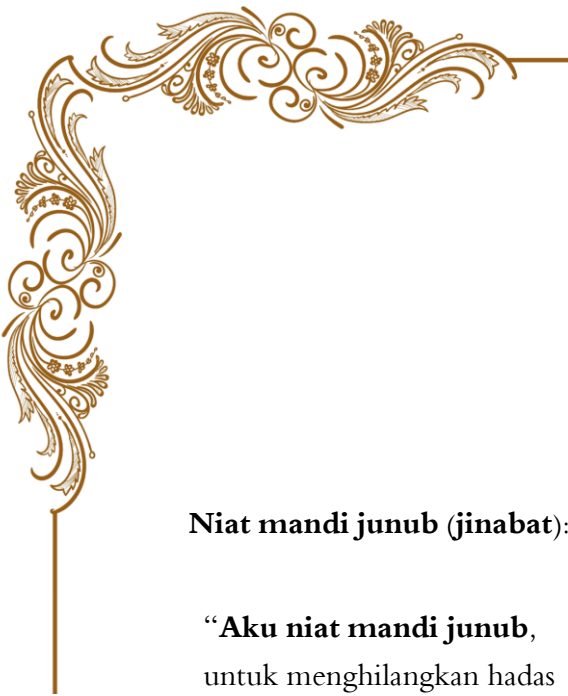 Niat mandi junub (jinabat):
“Aku niat mandi junub,
untuk menghilangkan hadas